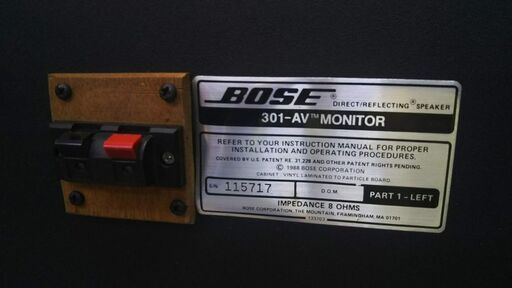 BOSE® DIRECT/REFLECTING® SPEAKER
301-AV™ MONITOR
REFER TO YOUR INSTRUCTION MANUAL FOR PROPER
INSTALLATION AND OPERATING PROCEDURES.
COVERED BY U.S. PATENT RE. 31,228 AND OTHER PATENT RIGHTS PENDING.
© 1988 BOSE CORPORATION
CABINET: VINYL LAMINATED TO PARTICLE BOARD
S/N 115717 D.O.M. PART 1-LEFT
IMPEDANCE 8 OHMS
BOSE CORPORATION, THE MOUNTAIN, FRAMINGHAM, MA 01701